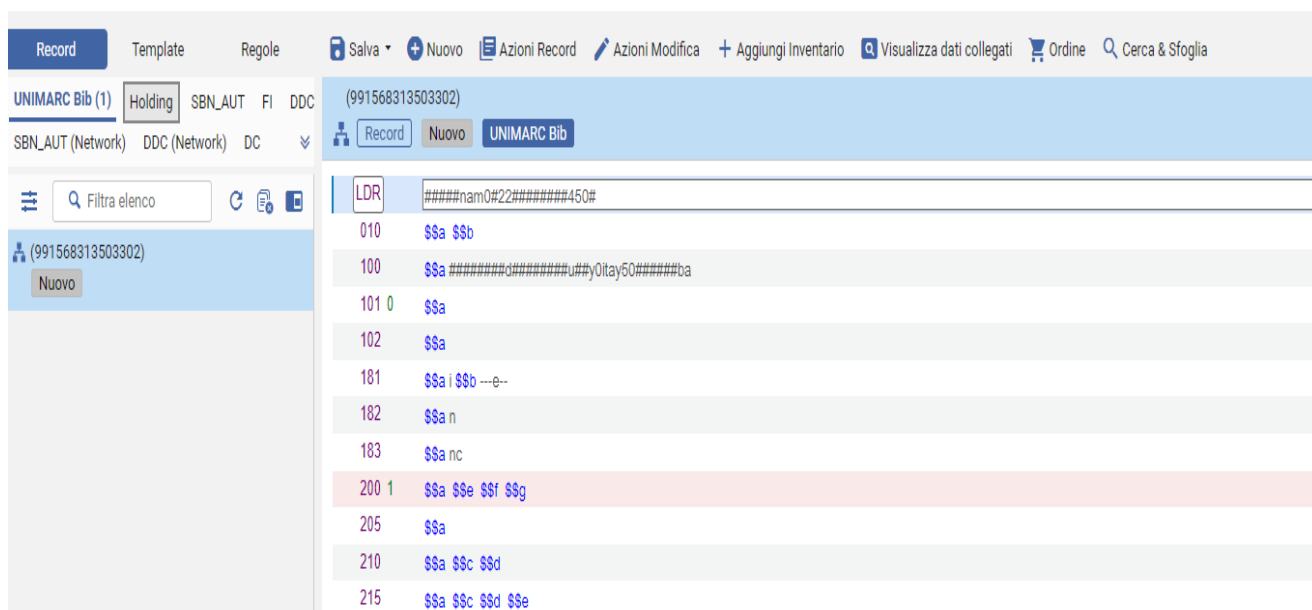 Record Template Regole Salva Nuovo Azioni Record Azioni Modifica Aggiungi Inventario Visualizza dati collegati Ordine Cerca & Sfoglia
UNIMARC Bib (1) Holding SBN_AUT FI DDC
SBN_AUT (Network) DDC (Network) DC
Filtra elenco
(991568313503302)
Nuovo
(991568313503302)
Record Nuovo UNIMARC Bib
LDR #####nam0#22########450#
010 $$a $$b
100 $$a ########d########u##y0itay50######ba
101 0 $$a
102 $$a
181 $$a i $$b ---e--
182 $$a n
183 $$a nc
200 1 $$a $$e $$f $$g
205 $$a
210 $$a $$c $$d
215 $$a $$c $$d $$e